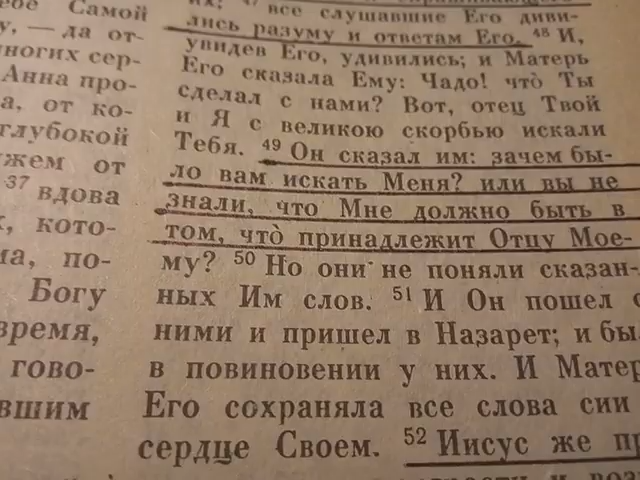 Самой
— да от-
многих сер-
Анна про-
а, от ко-
глубокой
жем от
37 вдова
кото-
по-
Богу
время,
гово-
вшим
47 все слушавшие Его диви-
лись разуму и ответам Его. 48 И,
увидев Его, удивились; и Матерь
Его сказала Ему: Чадо! что̀ Ты
сделал с нами? Вот, отец Твой
и Я с великою скорбью искали
Тебя. 49 Он сказал им: зачем бы-
ло вам искать Меня? или вы не
знали, что Мне должно быть в
том, что̀ принадлежит Отцу Мое-
му? 50 Но они не поняли сказан-
ных Им слов. 51 И Он пошел с
ними и пришел в Назарет; и бы
в повиновении у них. И Матер
Его сохраняла все слова сии
сердце Своем. 52 Иисус же пр